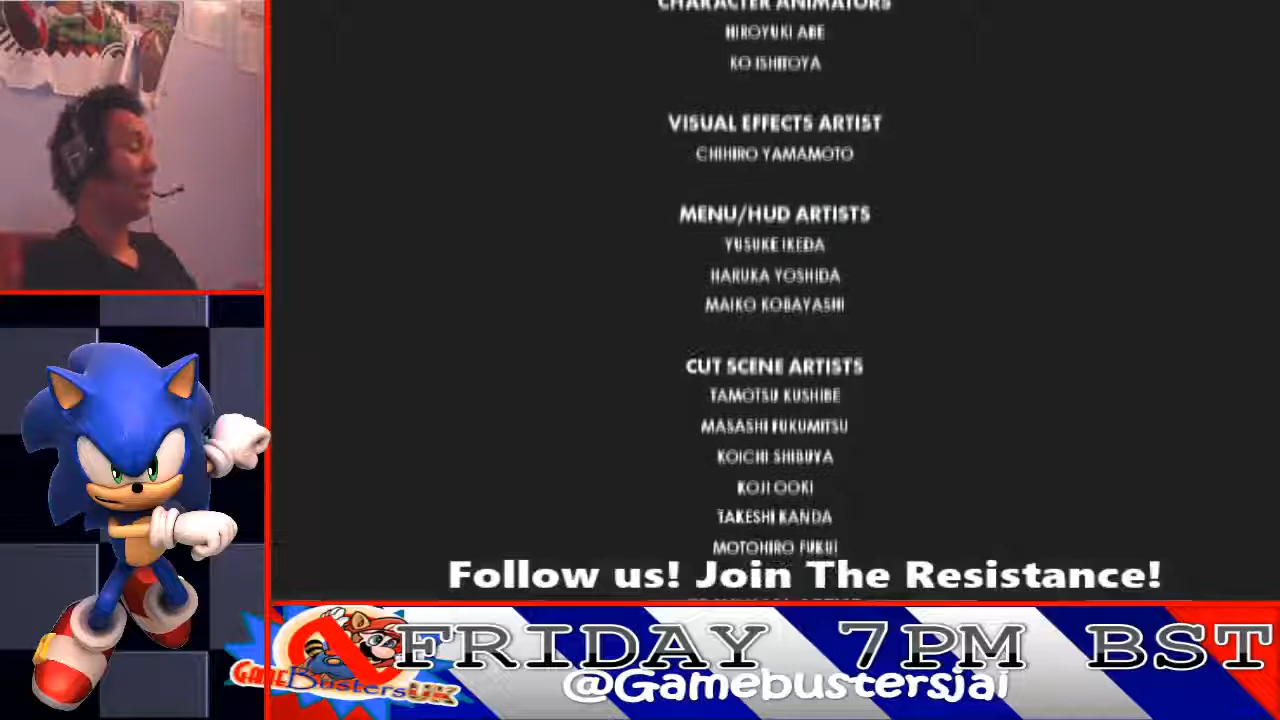 CHARACTER ANIMATORS
HIROYUKI ABE
KO ISHITOYA
VISUAL EFFECTS ARTIST
CHIHIRO YAMAMOTO
MENU/HUD ARTISTS
YUSUKE IKEDA
HARUKA YOSHIDA
MAIKO KOBAYASHI
CUT SCENE ARTISTS
TAMOTSU KUSHIBE
MASASHI FUKUMITSU
KOICHI SHIBUYA
KOJI OOKI
TAKESHI KANDA
MOTOHIRO FUKUI
Follow us! Join The Resistance!
FRIDAY 7PM BST
GAMEBUSTERSUK
@Gamebustersjai